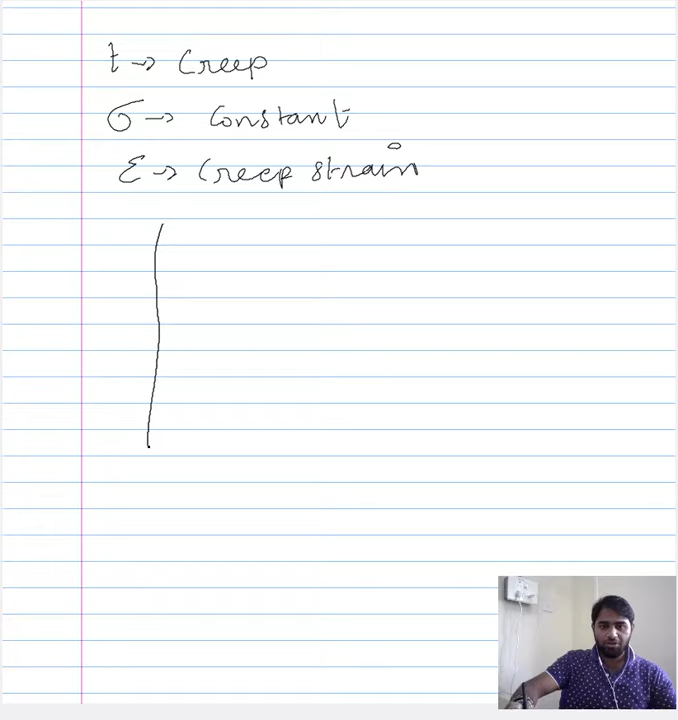 t → Creep
σ → Constant
ε → Creep strain